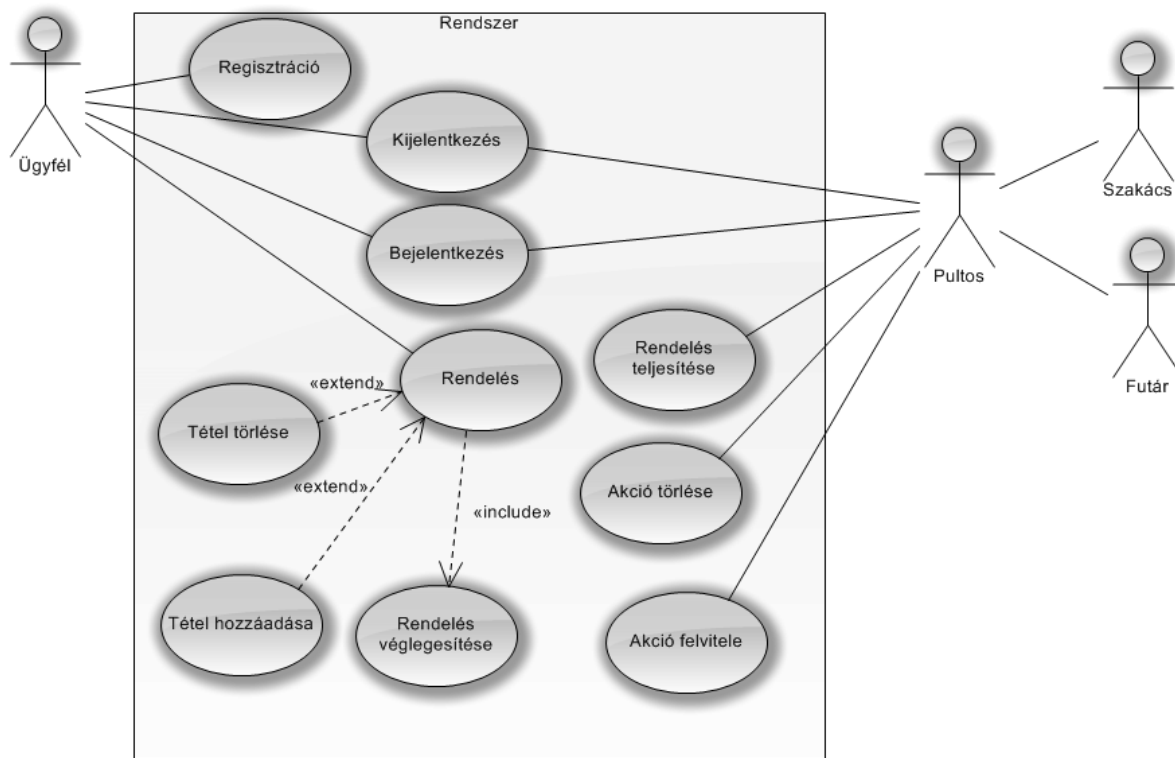 Rendszer
Regisztráció
Kijelentkezés
Ügyfél
Szakács
Bejelentkezés
Pultos
Rendelés
teljesítése
Rendelés
Futár
«extend»
Tétel törlése
«extend»
Akció törlése
«include»
Tétel hozzáadása
Rendelés
véglegesítése
Akció felvitele